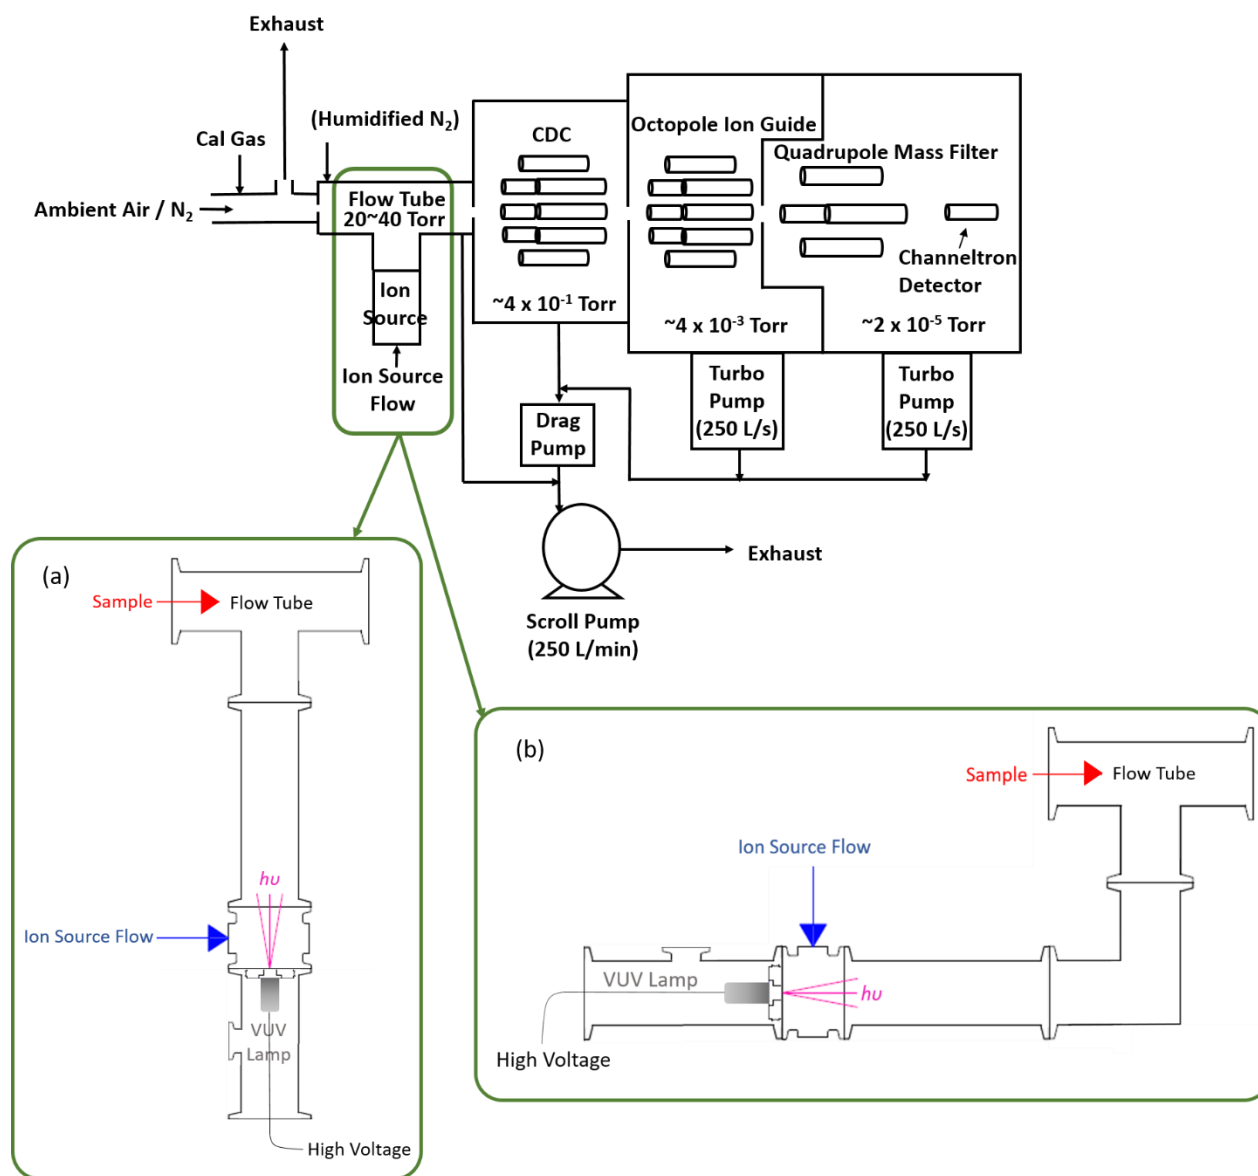 Exhaust
(Humidified N₂)
Cal Gas
Ambient Air / N₂
Flow Tube
20~40 Torr
Ion
Source
Ion Source
Flow
CDC
~4 x 10⁻¹ Torr
Octopole Ion Guide
~4 x 10⁻³ Torr
Quadrupole Mass Filter
Channeltron
Detector
~2 x 10⁻⁵ Torr
Turbo
Pump
(250 L/s)
Turbo
Pump
(250 L/s)
Drag
Pump
Exhaust
Scroll Pump
(250 L/min)
(a)
Sample
Flow Tube
hυ
Ion Source Flow
VUV
Lamp
High Voltage
(b)
Sample
Flow Tube
Ion Source Flow
VUV Lamp
hυ
High Voltage